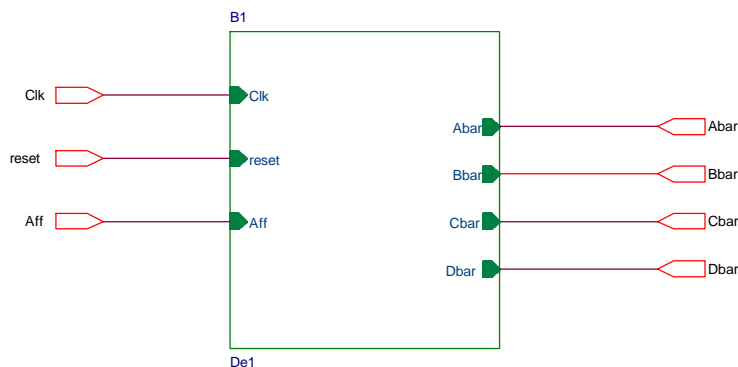 B1
Clk
Clk
reset
reset
Aff
Aff
Abar
Abar
Bbar
Bbar
Cbar
Cbar
Dbar
Dbar
De1